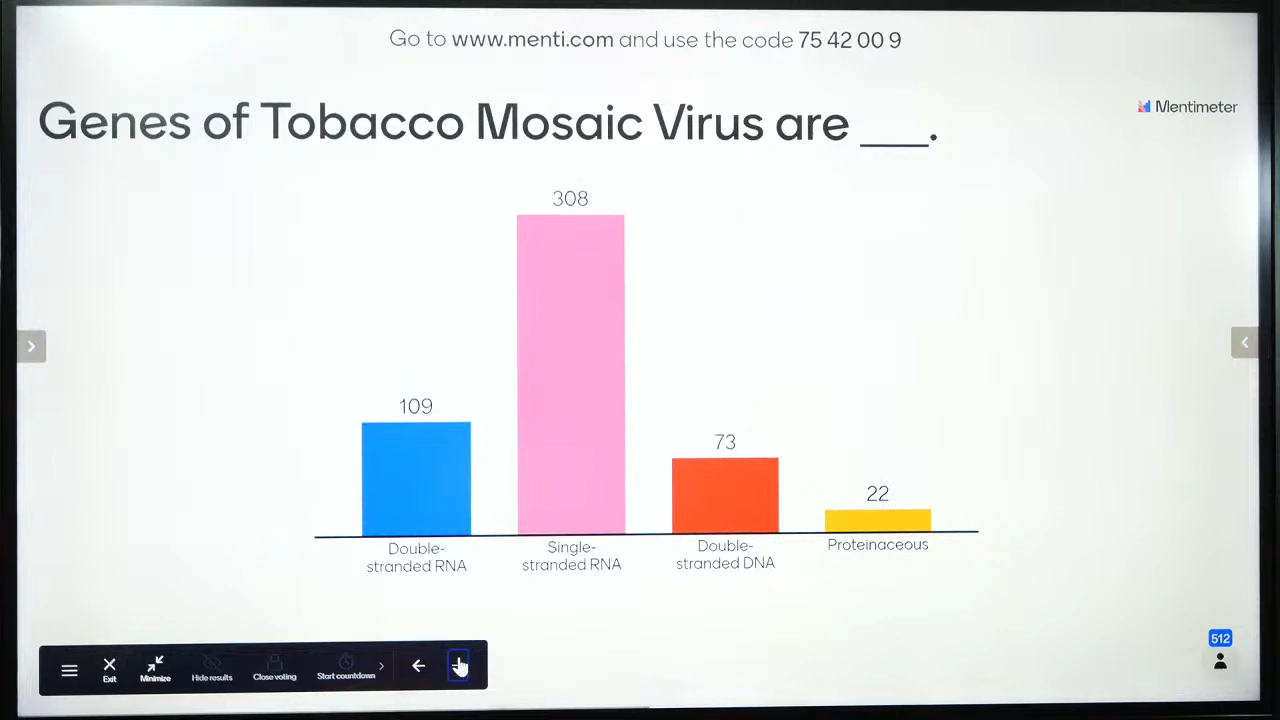 Go to www.menti.com and use the code 75 42 00 9
Genes of Tobacco Mosaic Virus are ____.
Mentimeter
308
109
73
22
Double-
stranded RNA
Single-
stranded RNA
Double-
stranded DNA
Proteinaceous
512
Exit
Minimize
Hide results
Close voting
Start countdown